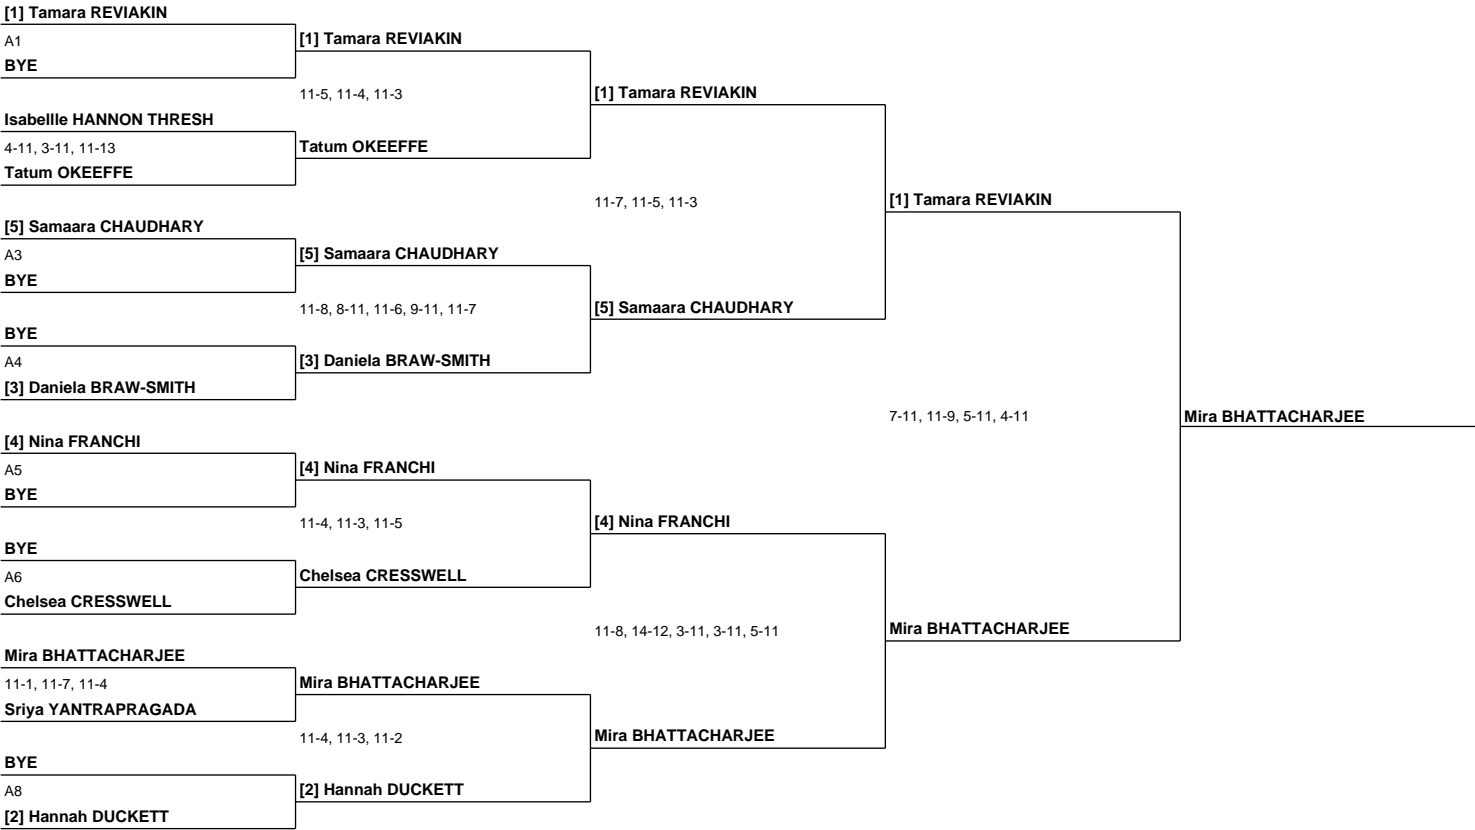 [1] Tamara REVIAKIN
A1
BYE
Isabellle HANNON THRESH
4-11, 3-11, 11-13
Tatum OKEEFFE
[5] Samaara CHAUDHARY
A3
BYE
BYE
A4
[3] Daniela BRAW-SMITH
[4] Nina FRANCHI
A5
BYE
BYE
A6
Chelsea CRESSWELL
Mira BHATTACHARJEE
11-1, 11-7, 11-4
Sriya YANTRAPRAGADA
BYE
A8
[2] Hannah DUCKETT
[1] Tamara REVIAKIN
11-5, 11-4, 11-3
Tatum OKEEFFE
[5] Samaara CHAUDHARY
11-8, 8-11, 11-6, 9-11, 11-7
[3] Daniela BRAW-SMITH
[4] Nina FRANCHI
11-4, 11-3, 11-5
Chelsea CRESSWELL
Mira BHATTACHARJEE
11-4, 11-3, 11-2
[2] Hannah DUCKETT
[1] Tamara REVIAKIN
11-7, 11-5, 11-3
[5] Samaara CHAUDHARY
[4] Nina FRANCHI
11-8, 14-12, 3-11, 3-11, 5-11
Mira BHATTACHARJEE
[1] Tamara REVIAKIN
7-11, 11-9, 5-11, 4-11
Mira BHATTACHARJEE
Mira BHATTACHARJEE